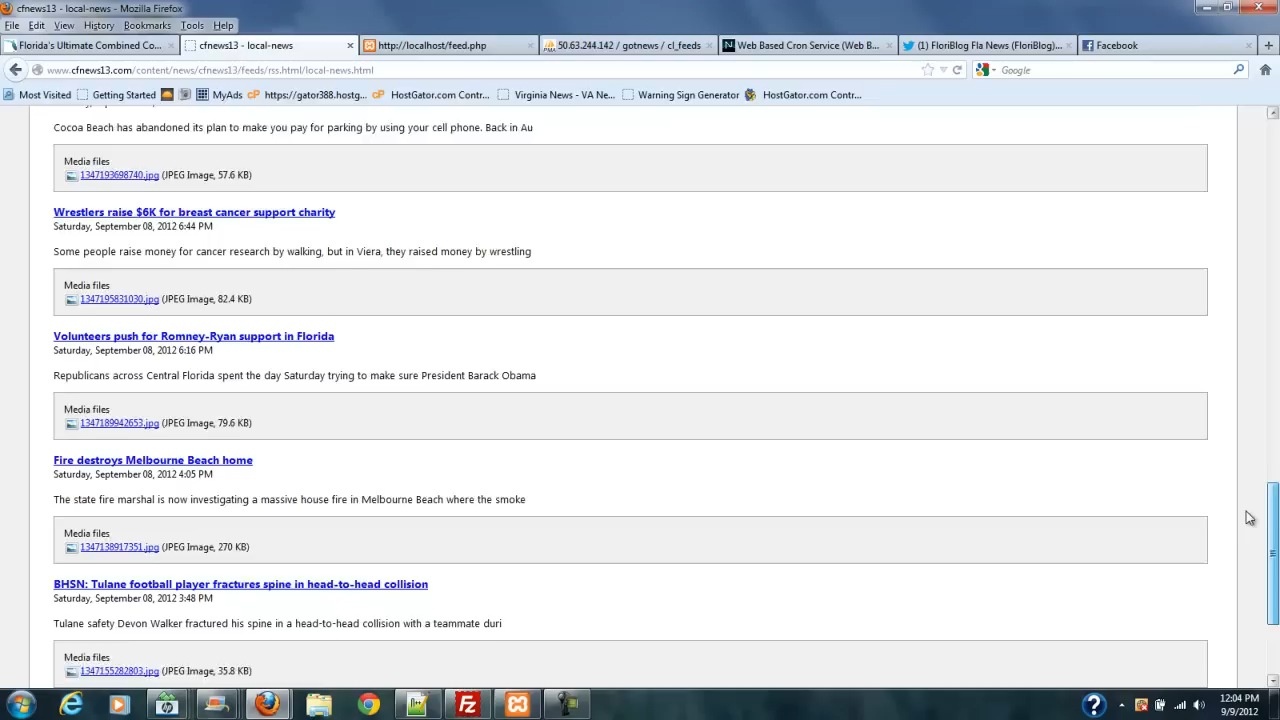 cfnews13 - local-news - Mozilla Firefox
File Edit View History Bookmarks Tools Help
Florida's Ultimate Combined Co... cfnews13 - local-news http://localhost/feed.php 50.63.244.142 / gotnews / cl_feeds Web Based Cron Service (Web B... (1) FloriBlog Fla News (FloriBlog)... Facebook
www.cfnews13.com/content/news/cfnews13/feeds/rss.html/local-news.html Google
Most Visited Getting Started MyAds https://gator388.hostg... HostGator.com Contr... Virginia News - VA Ne... Warning Sign Generator HostGator.com Contr...
Cocoa Beach has abandoned its plan to make you pay for parking by using your cell phone. Back in Au
Media files
1347193698740.jpg (JPEG Image, 57.6 KB)
Wrestlers raise $6K for breast cancer support charity
Saturday, September 08, 2012 6:44 PM
Some people raise money for cancer research by walking, but in Viera, they raised money by wrestling
Media files
1347195831030.jpg (JPEG Image, 82.4 KB)
Volunteers push for Romney-Ryan support in Florida
Saturday, September 08, 2012 6:16 PM
Republicans across Central Florida spent the day Saturday trying to make sure President Barack Obama
Media files
1347189942653.jpg (JPEG Image, 79.6 KB)
Fire destroys Melbourne Beach home
Saturday, September 08, 2012 4:05 PM
The state fire marshal is now investigating a massive house fire in Melbourne Beach where the smoke
Media files
1347138917351.jpg (JPEG Image, 270 KB)
BHSN: Tulane football player fractures spine in head-to-head collision
Saturday, September 08, 2012 3:48 PM
Tulane safety Devon Walker fractured his spine in a head-to-head collision with a teammate duri
Media files
1347155282803.jpg (JPEG Image, 35.8 KB)
12:04 PM
9/9/2012